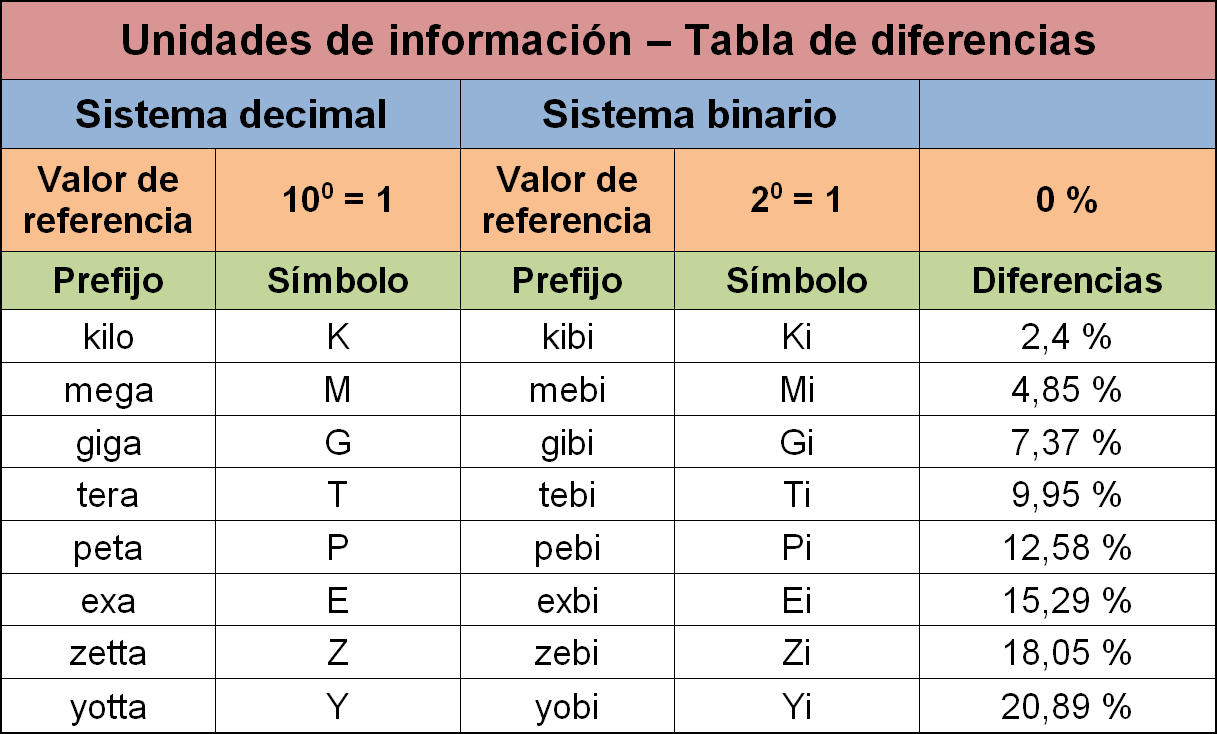 Unidades de información – Tabla de diferencias
Sistema decimal Sistema binario
Valor de referencia 10⁰ = 1 Valor de referencia 2⁰ = 1 0 %
Prefijo Símbolo Prefijo Símbolo Diferencias
kilo K kibi Ki 2,4 %
mega M mebi Mi 4,85 %
giga G gibi Gi 7,37 %
tera T tebi Ti 9,95 %
peta P pebi Pi 12,58 %
exa E exbi Ei 15,29 %
zetta Z zebi Zi 18,05 %
yotta Y yobi Yi 20,89 %